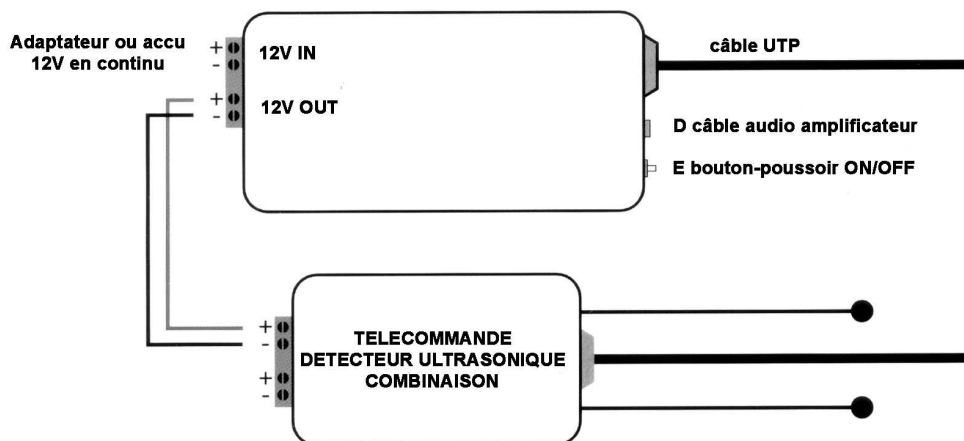 Adaptateur ou accu
12V en continu
+
-
12V IN
+
-
12V OUT
câble UTP
D câble audio amplificateur
E bouton-poussoir ON/OFF
+
-
+
-
TELECOMMANDE
DETECTEUR ULTRASONIQUE
COMBINAISON